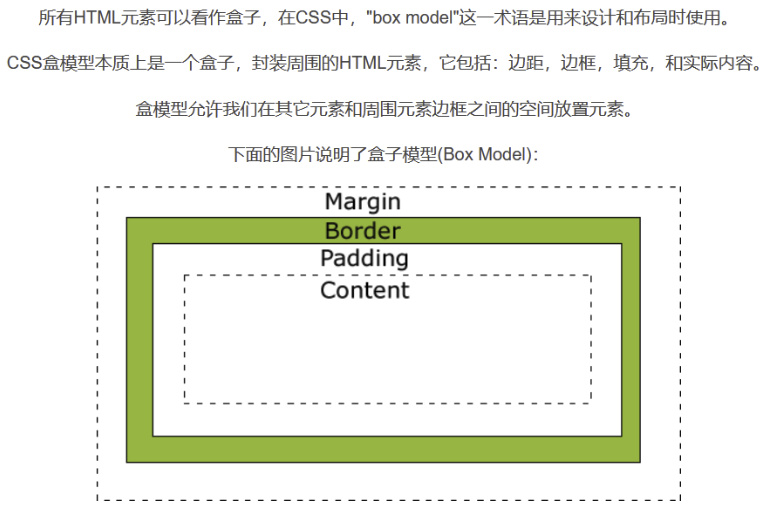 所有HTML元素可以看作盒子，在CSS中，"box model"这一术语是用来设计和布局时使用。
CSS盒模型本质上是一个盒子，封装周围的HTML元素，它包括：边距，边框，填充，和实际内容。
盒模型允许我们在其它元素和周围元素边框之间的空间放置元素。
下面的图片说明了盒子模型(Box Model)：
Margin
Border
Padding
Content